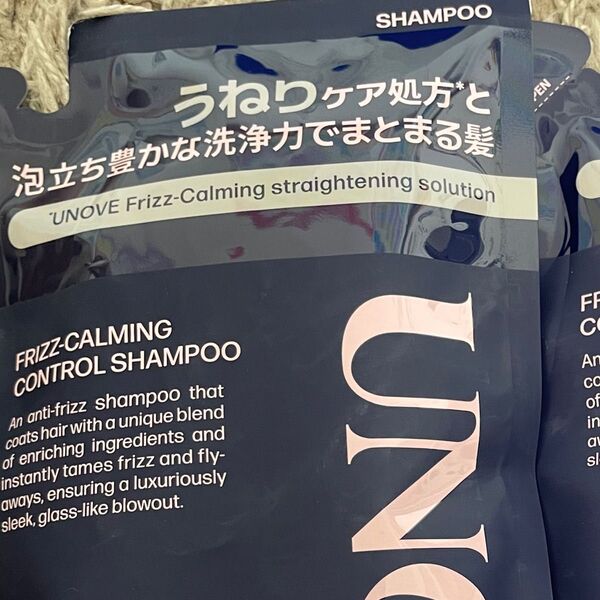 SHAMPOO
うねりケア処方*と
泡立ち豊かな洗浄力でまとまる髪
*UNOVE Frizz-Calming straightening solution
FRIZZ-CALMING
CONTROL SHAMPOO
An anti-frizz shampoo that
coats hair with a unique blend
of enriching ingredients and
instantly tames frizz and fly-
aways, ensuring a luxuriously
sleek, glass-like blowout.
UNO